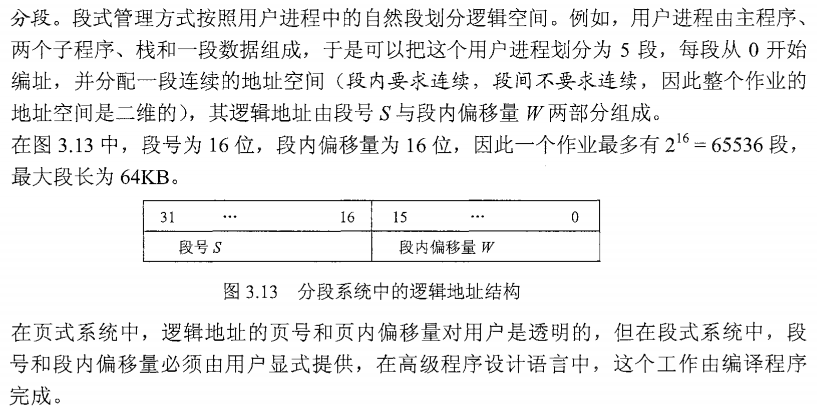 分段。段式管理方式按照用户进程中的自然段划分逻辑空间。例如，用户进程由主程序、
两个子程序、栈和一段数据组成，于是可以把这个用户进程划分为 5 段，每段从 0 开始
编址，并分配一段连续的地址空间（段内要求连续，段间不要求连续，因此整个作业的
地址空间是二维的），其逻辑地址由段号 S 与段内偏移量 W 两部分组成。
在图 3.13 中，段号为 16 位，段内偏移量为 16 位，因此一个作业最多有 2¹⁶ = 65536 段，
最大段长为 64KB。
31 … 16 15 … 0
段号 S 段内偏移量 W
图 3.13 分段系统中的逻辑地址结构
在页式系统中，逻辑地址的页号和页内偏移量对用户是透明的，但在段式系统中，段
号和段内偏移量必须由用户显式提供，在高级程序设计语言中，这个工作由编译程序
完成。